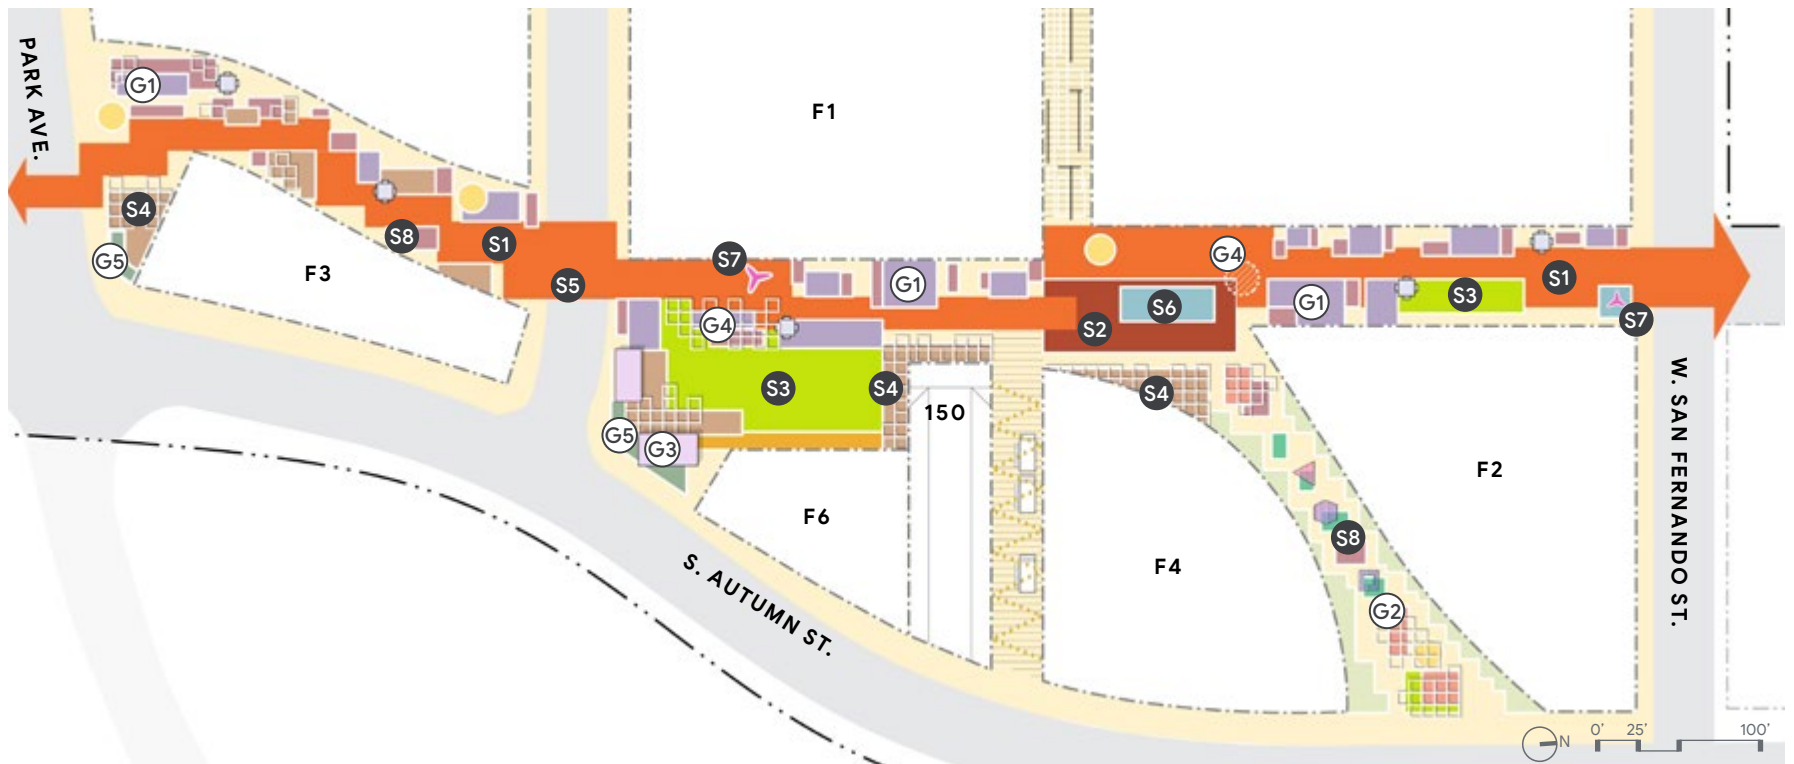 PARK AVE.
G1
F1
S4
G5
F3
S8
S1
S5
S7
G1
G4
S3
S4
G5
G3
150
F6
S. AUTUMN ST.
G4
S6
S2
G1
S3
S1
S7
S4
F4
F2
S8
G2
W. SAN FERNANDO ST.
N
0' 25' 100'